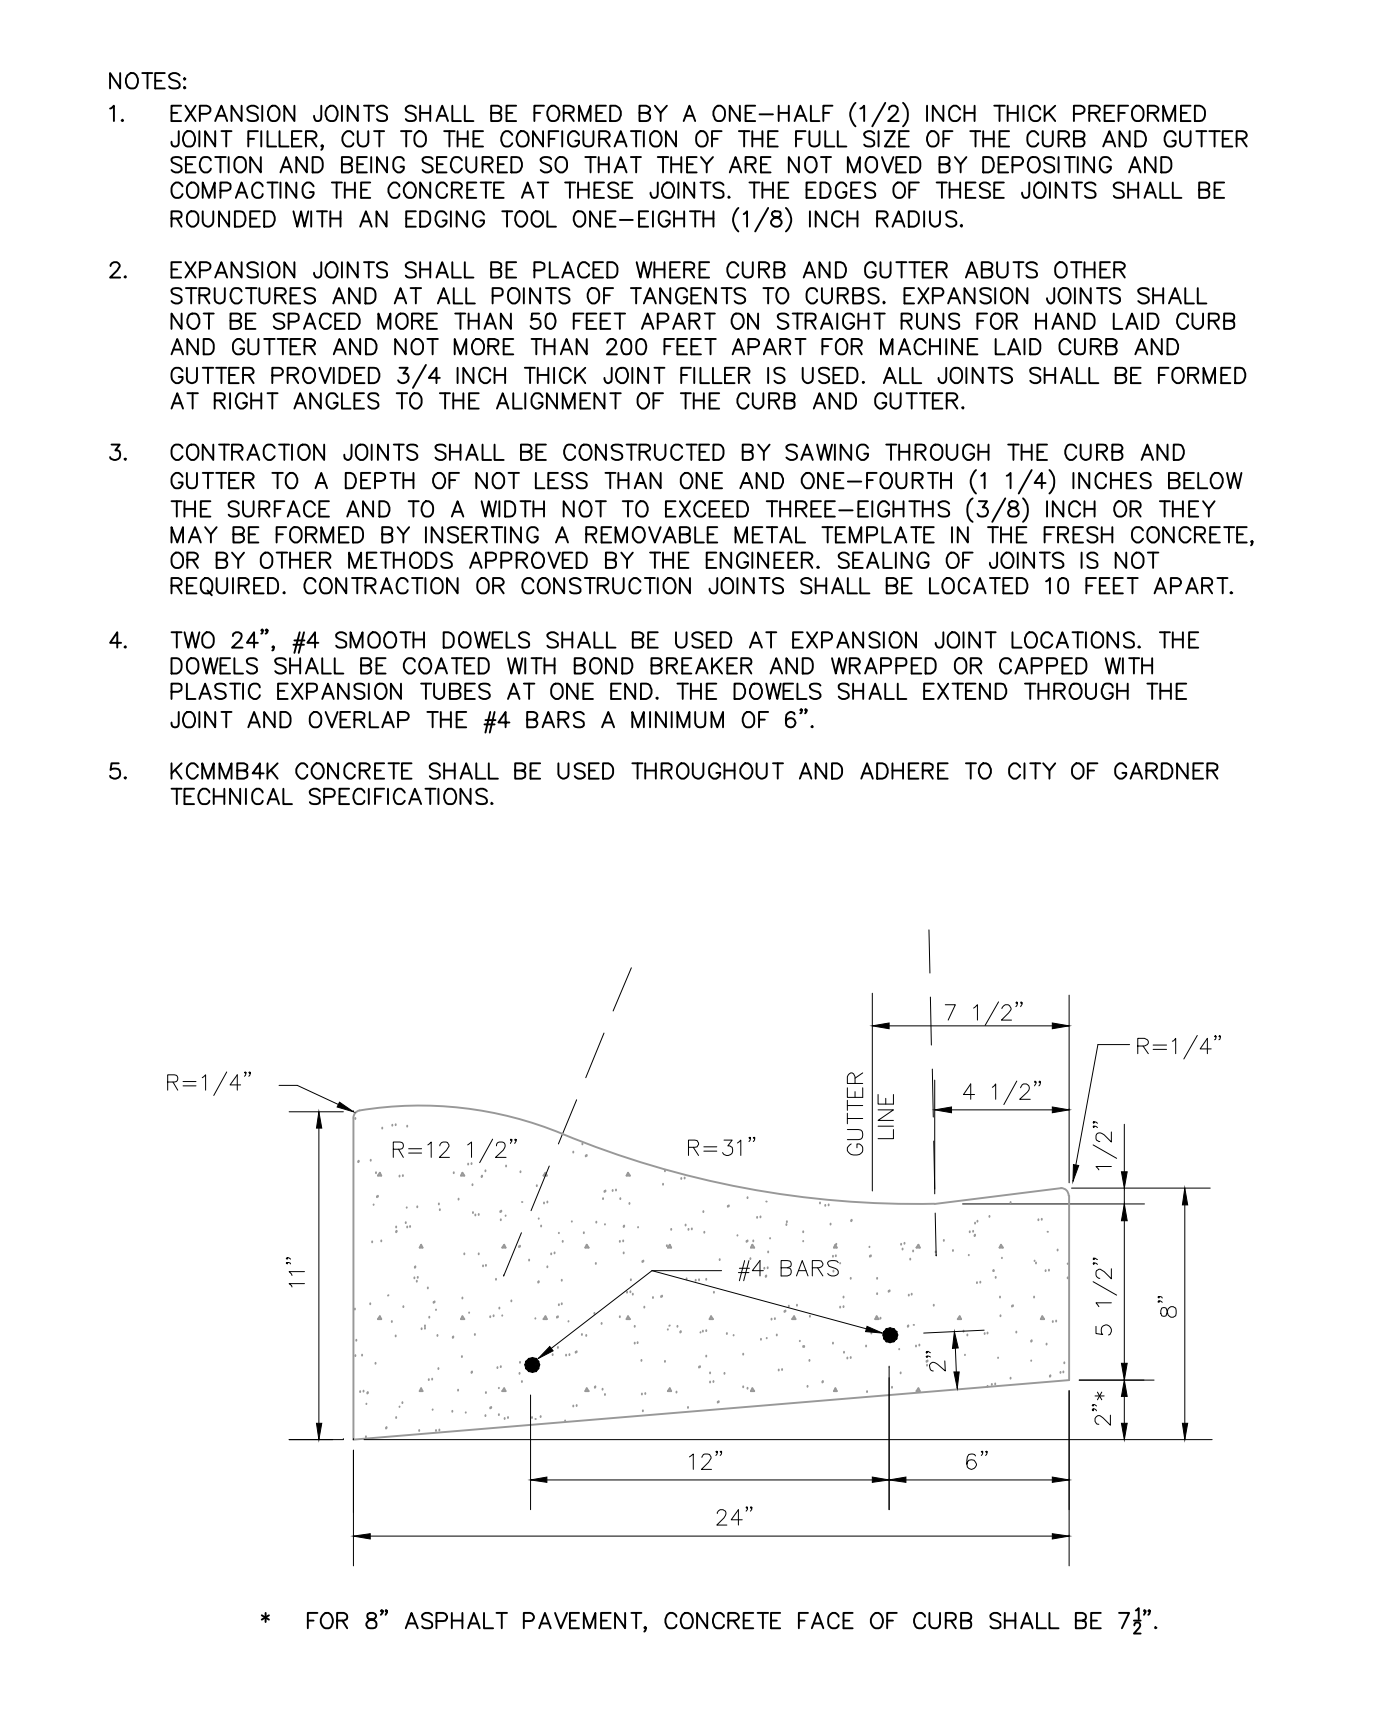 NOTES:
1. EXPANSION JOINTS SHALL BE FORMED BY A ONE-HALF (1/2) INCH THICK PREFORMED
JOINT FILLER, CUT TO THE CONFIGURATION OF THE FULL SIZE OF THE CURB AND GUTTER
SECTION AND BEING SECURED SO THAT THEY ARE NOT MOVED BY DEPOSITING AND
COMPACTING THE CONCRETE AT THESE JOINTS. THE EDGES OF THESE JOINTS SHALL BE
ROUNDED WITH AN EDGING TOOL ONE-EIGHTH (1/8) INCH RADIUS.
2. EXPANSION JOINTS SHALL BE PLACED WHERE CURB AND GUTTER ABUTS OTHER
STRUCTURES AND AT ALL POINTS OF TANGENTS TO CURBS. EXPANSION JOINTS SHALL
NOT BE SPACED MORE THAN 50 FEET APART ON STRAIGHT RUNS FOR HAND LAID CURB
AND GUTTER AND NOT MORE THAN 200 FEET APART FOR MACHINE LAID CURB AND
GUTTER PROVIDED 3/4 INCH THICK JOINT FILLER IS USED. ALL JOINTS SHALL BE FORMED
AT RIGHT ANGLES TO THE ALIGNMENT OF THE CURB AND GUTTER.
3. CONTRACTION JOINTS SHALL BE CONSTRUCTED BY SAWING THROUGH THE CURB AND
GUTTER TO A DEPTH OF NOT LESS THAN ONE AND ONE-FOURTH (1 1/4) INCHES BELOW
THE SURFACE AND TO A WIDTH NOT TO EXCEED THREE-EIGHTHS (3/8) INCH OR THEY
MAY BE FORMED BY INSERTING A REMOVABLE METAL TEMPLATE IN THE FRESH CONCRETE,
OR BY OTHER METHODS APPROVED BY THE ENGINEER. SEALING OF JOINTS IS NOT
REQUIRED. CONTRACTION OR CONSTRUCTION JOINTS SHALL BE LOCATED 10 FEET APART.
4. TWO 24", #4 SMOOTH DOWELS SHALL BE USED AT EXPANSION JOINT LOCATIONS. THE
DOWELS SHALL BE COATED WITH BOND BREAKER AND WRAPPED OR CAPPED WITH
PLASTIC EXPANSION TUBES AT ONE END. THE DOWELS SHALL EXTEND THROUGH THE
JOINT AND OVERLAP THE #4 BARS A MINIMUM OF 6".
5. KCMMB4K CONCRETE SHALL BE USED THROUGHOUT AND ADHERE TO CITY OF GARDNER
TECHNICAL SPECIFICATIONS.
7 1/2"
R=1/4"
R=1/4"
4 1/2"
GUTTER
LINE
R=12 1/2"
R=31"
1/2"
11"
#4 BARS
5 1/2"
8"
2"
2"*
12"
6"
24"
* FOR 8" ASPHALT PAVEMENT, CONCRETE FACE OF CURB SHALL BE 7½".